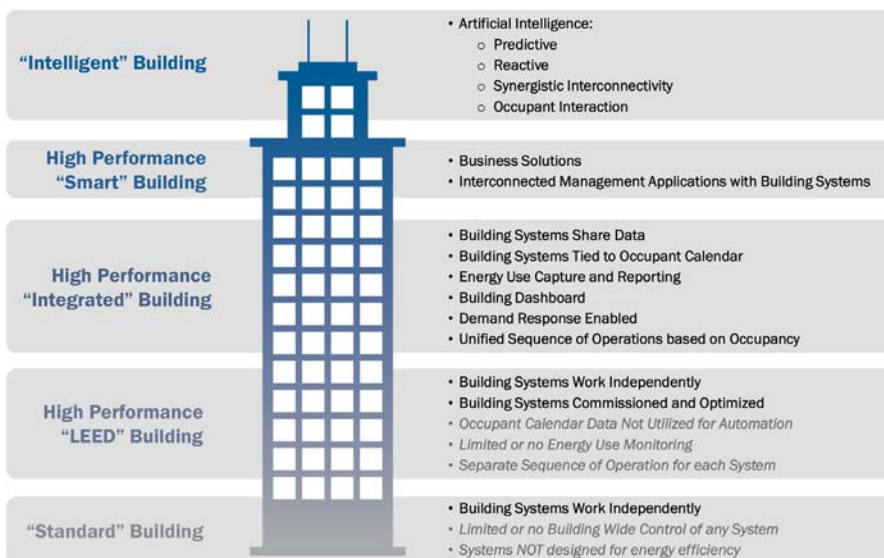 “Intelligent” Building
• Artificial Intelligence:
o Predictive
o Reactive
o Synergistic Interconnectivity
o Occupant Interaction
High Performance
“Smart” Building
• Business Solutions
• Interconnected Management Applications with Building Systems
High Performance
“Integrated” Building
• Building Systems Share Data
• Building Systems Tied to Occupant Calendar
• Energy Use Capture and Reporting
• Building Dashboard
• Demand Response Enabled
• Unified Sequence of Operations based on Occupancy
High Performance
“LEED” Building
• Building Systems Work Independently
• Building Systems Commissioned and Optimized
• Occupant Calendar Data Not Utilized for Automation
• Limited or no Energy Use Monitoring
• Separate Sequence of Operation for each System
“Standard” Building
• Building Systems Work Independently
• Limited or no Building Wide Control of any System
• Systems NOT designed for energy efficiency